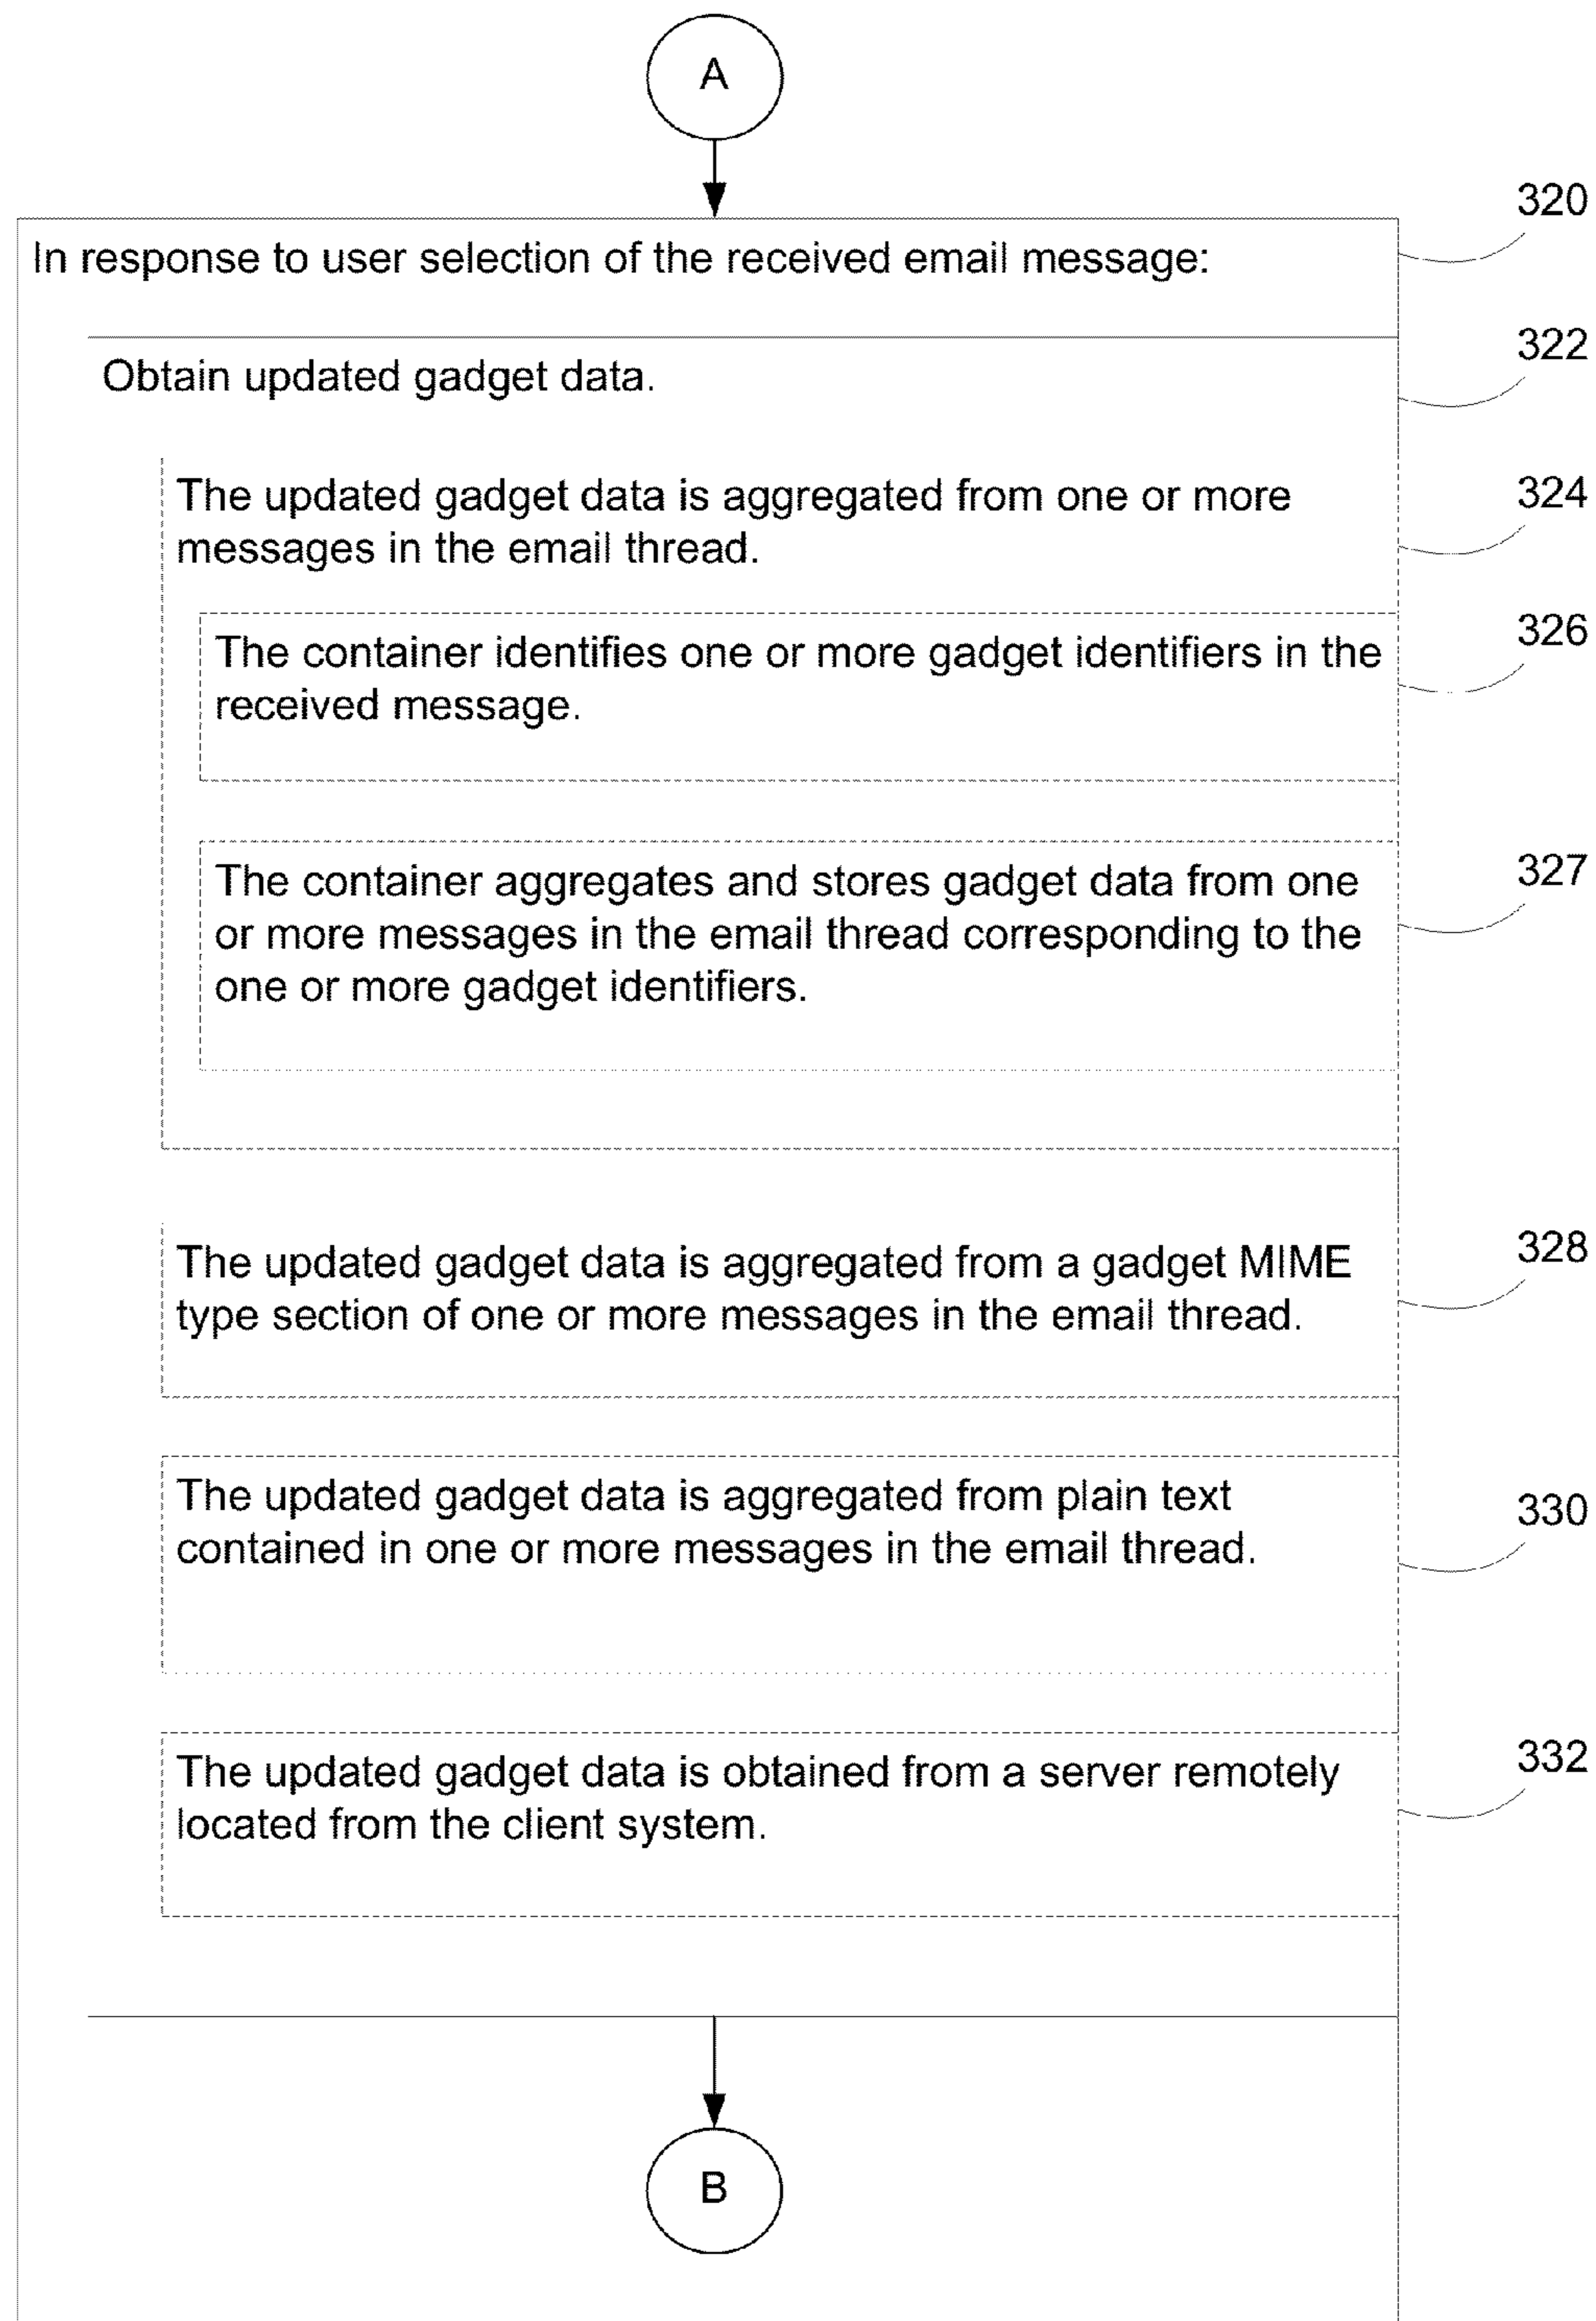 A
320
In response to user selection of the received email message:
322
Obtain updated gadget data.
324
The updated gadget data is aggregated from one or more
messages in the email thread.
326
The container identifies one or more gadget identifiers in the
received message.
327
The container aggregates and stores gadget data from one
or more messages in the email thread corresponding to the
one or more gadget identifiers.
328
The updated gadget data is aggregated from a gadget MIME
type section of one or more messages in the email thread.
330
The updated gadget data is aggregated from plain text
contained in one or more messages in the email thread.
332
The updated gadget data is obtained from a server remotely
located from the client system.
B